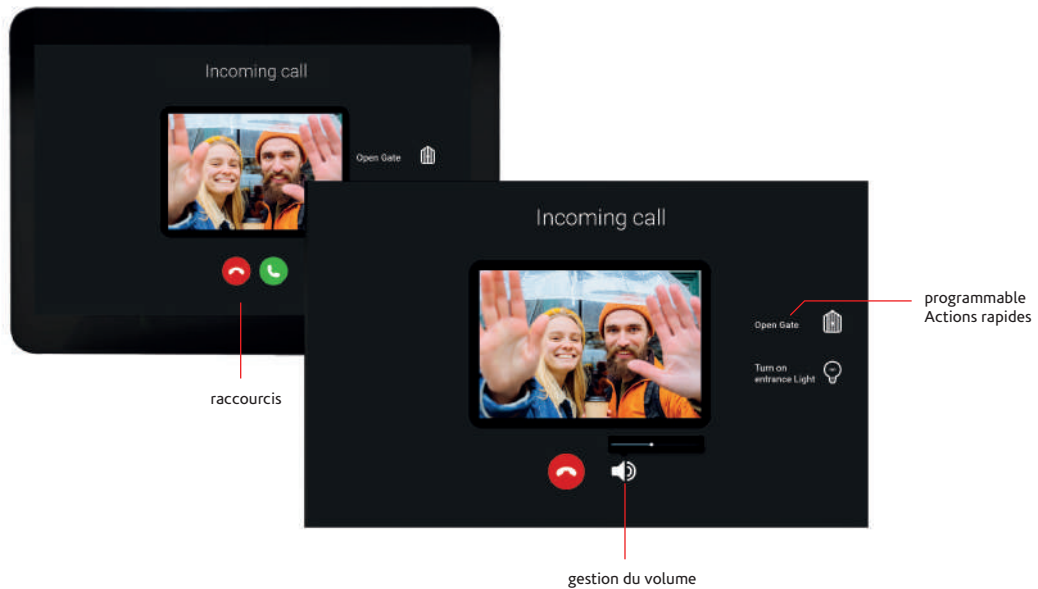 Incoming call
Open Gate
raccourcis
Incoming call
Open Gate
Turn on
entrance Light
programmable
Actions rapides
gestion du volume